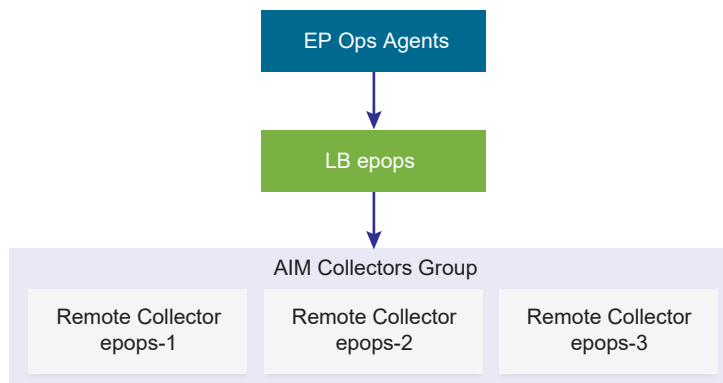 EP Ops Agents
LB epops
AIM Collectors Group
Remote Collector
epops-1
Remote Collector
epops-2
Remote Collector
epops-3